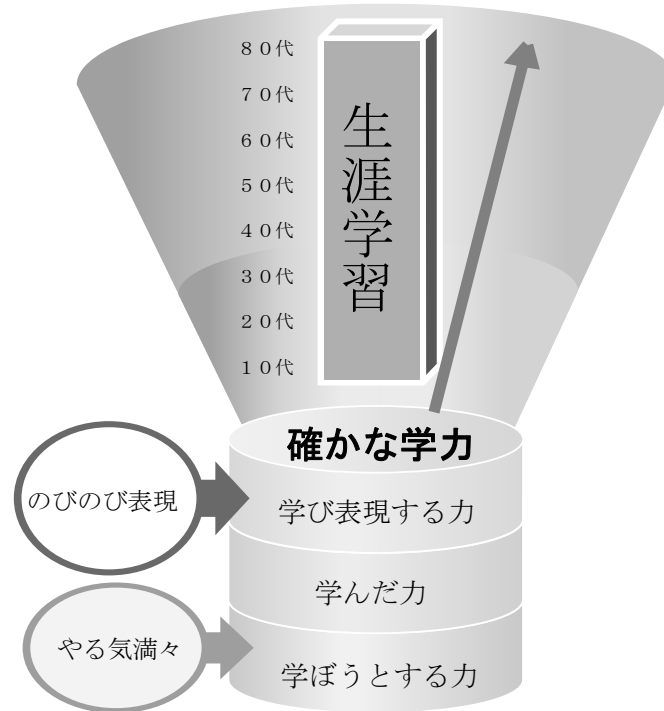 ８０代
７０代
６０代
５０代
４０代
３０代
２０代
１０代
生涯学習
確かな学力
のびのび表現
学び表現する力
学んだ力
やる気満々
学ぼうとする力